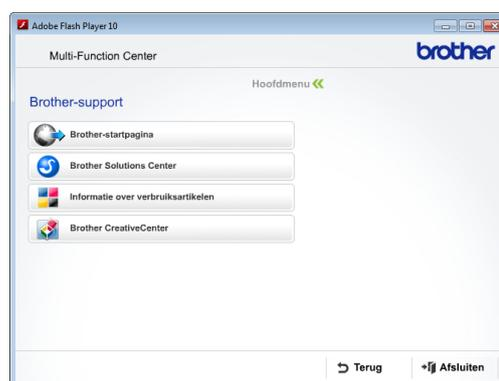 Adobe Flash Player 10
Multi-Function Center
brother
Hoofdmenu
Brother-support
Brother-startpagina
Brother Solutions Center
Informatie over verbruiksartikelen
Brother CreativeCenter
Terug
Afsluiten